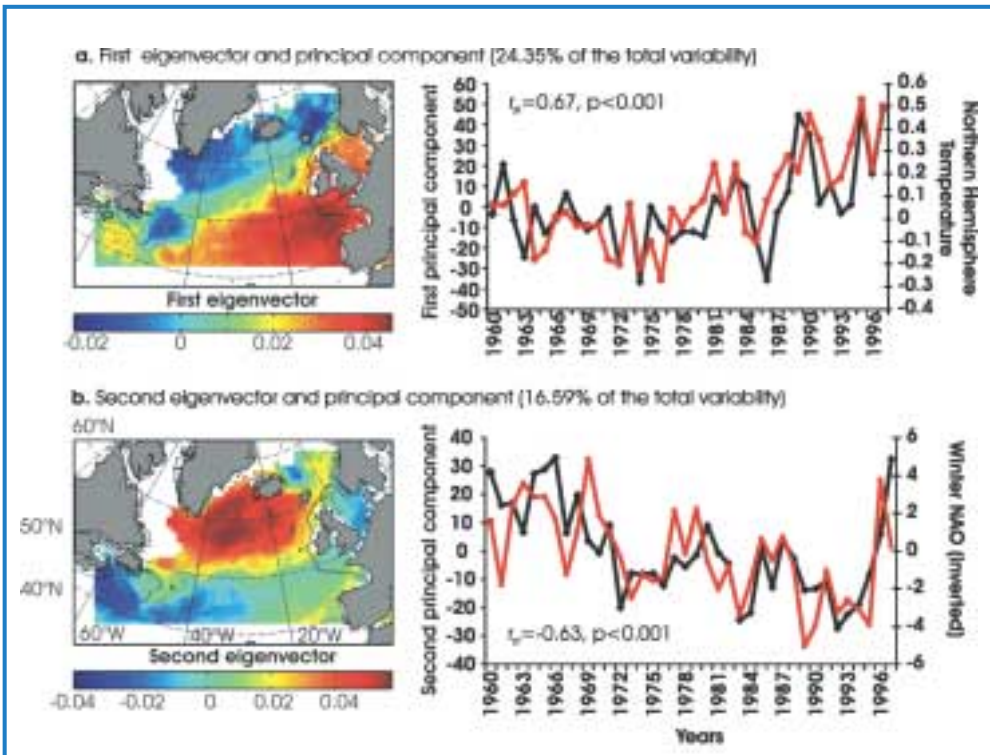 a. First eigenvector and principal component (24.35% of the total variability)
First eigenvector
-0.02 0 0.02 0.04
First principal component
60
50
40
30
20
10
0
-10
-20
-30
-40
-50
rₚ=0.67, p<0.001
0.6
0.5
0.4
0.3
0.2
0.1
0
-0.1
-0.2
-0.3
-0.4
Northern Hemisphere
Temperature
1960 1963 1966 1969 1972 1975 1978 1981 1984 1987 1990 1993 1996
b. Second eigenvector and principal component (16.59% of the total variability)
60°N
50°N
40°N
60°W 40°W 20°W
Second eigenvector
-0.04 -0.02 0 0.02 0.04
Second principal component
40
30
20
10
0
-10
-20
-30
-40
rₚ=-0.63, p<0.001
6
4
2
0
-2
-4
-6
Winter NAO (inverted)
1960 1963 1966 1969 1972 1975 1978 1981 1984 1987 1990 1993 1996
Years